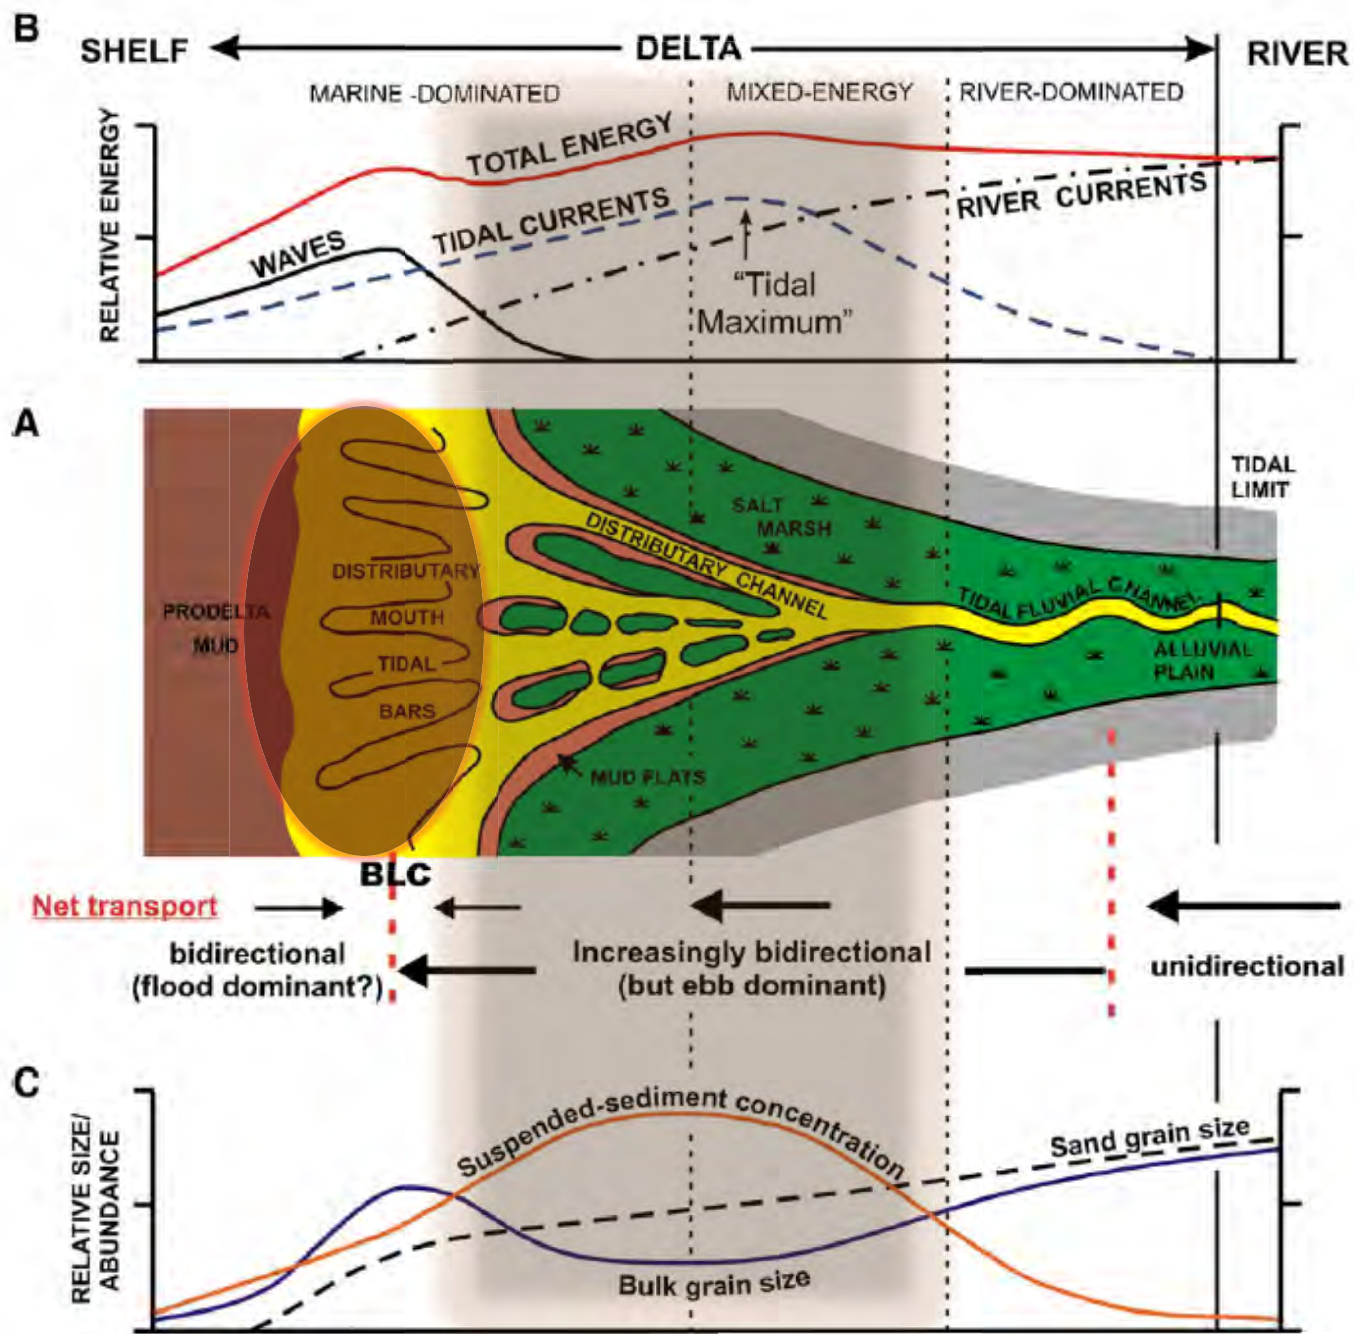 B
SHELF DELTA RIVER
MARINE -DOMINATED MIXED-ENERGY RIVER-DOMINATED
RELATIVE ENERGY
TOTAL ENERGY
WAVES
TIDAL CURRENTS
RIVER CURRENTS
“Tidal
Maximum”
A
TIDAL
LIMIT
SALT
MARSH
DISTRIBUTARY CHANNEL
TIDAL FLUVIAL CHANNEL
DISTRIBUTARY
MOUTH
TIDAL
BARS
PRODELTA
MUD
ALLUVIAL
PLAIN
MUD FLATS
BLC
Net transport
bidirectional
(flood dominant?)
Increasingly bidirectional
(but ebb dominant)
unidirectional
C
RELATIVE SIZE/
ABUNDANCE
Suspended-sediment concentration
Sand grain size
Bulk grain size